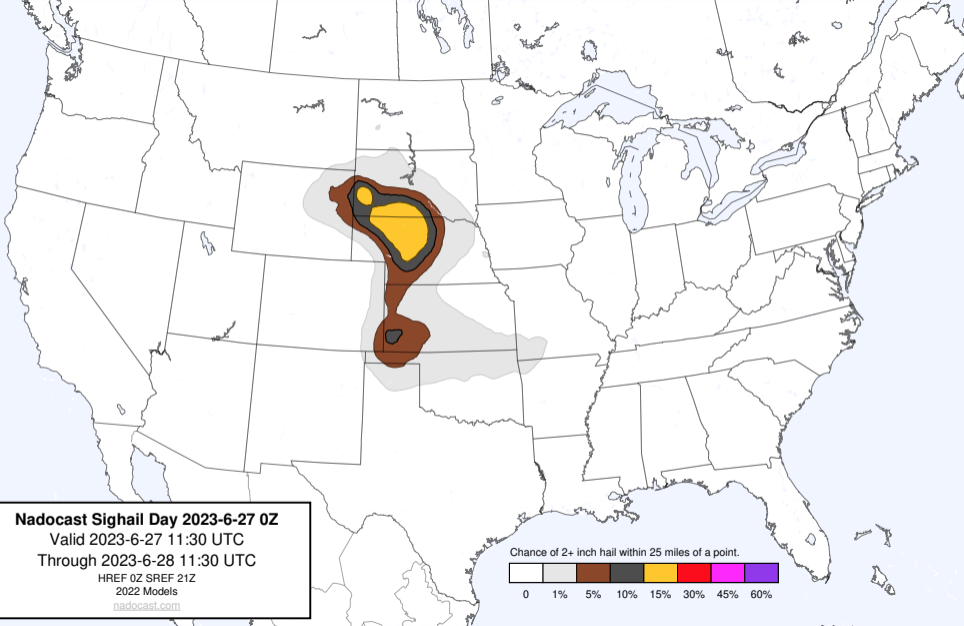 Nadocast Sighail Day 2023-6-27 0Z
Valid 2023-6-27 11:30 UTC
Through 2023-6-28 11:30 UTC
HREF 0Z SREF 21Z
2022 Models
nadocast.com
Chance of 2+ inch hail within 25 miles of a point.
0 1% 5% 10% 15% 30% 45% 60%